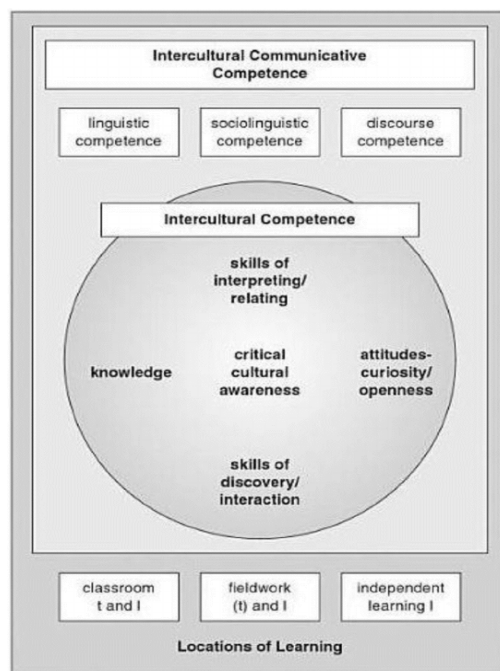 Intercultural Communicative
Competence
linguistic
competence
sociolinguistic
competence
discourse
competence
Intercultural Competence
skills of
interpreting/
relating
knowledge
critical
cultural
awareness
attitudes-
curiosity/
openness
skills of
discovery/
interaction
classroom
t and l
fieldwork
(t) and l
independent
learning l
Locations of Learning